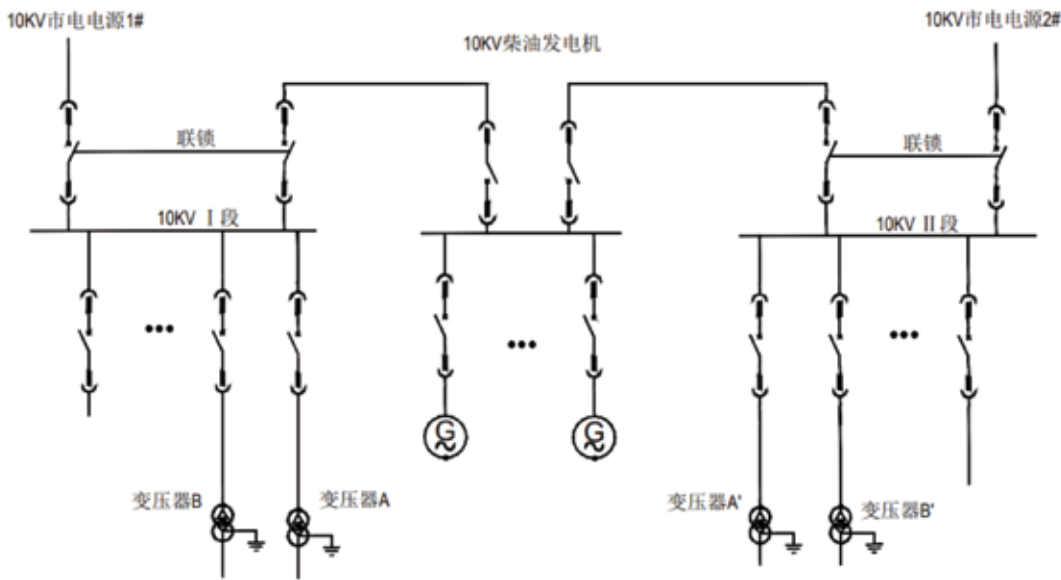 10KV市电电源1#
10KV柴油发电机
10KV市电电源2#
联锁
联锁
10KV Ⅰ段
10KV Ⅱ段
•••
•••
•••
G
G
变压器B
变压器A
变压器A'
变压器B'